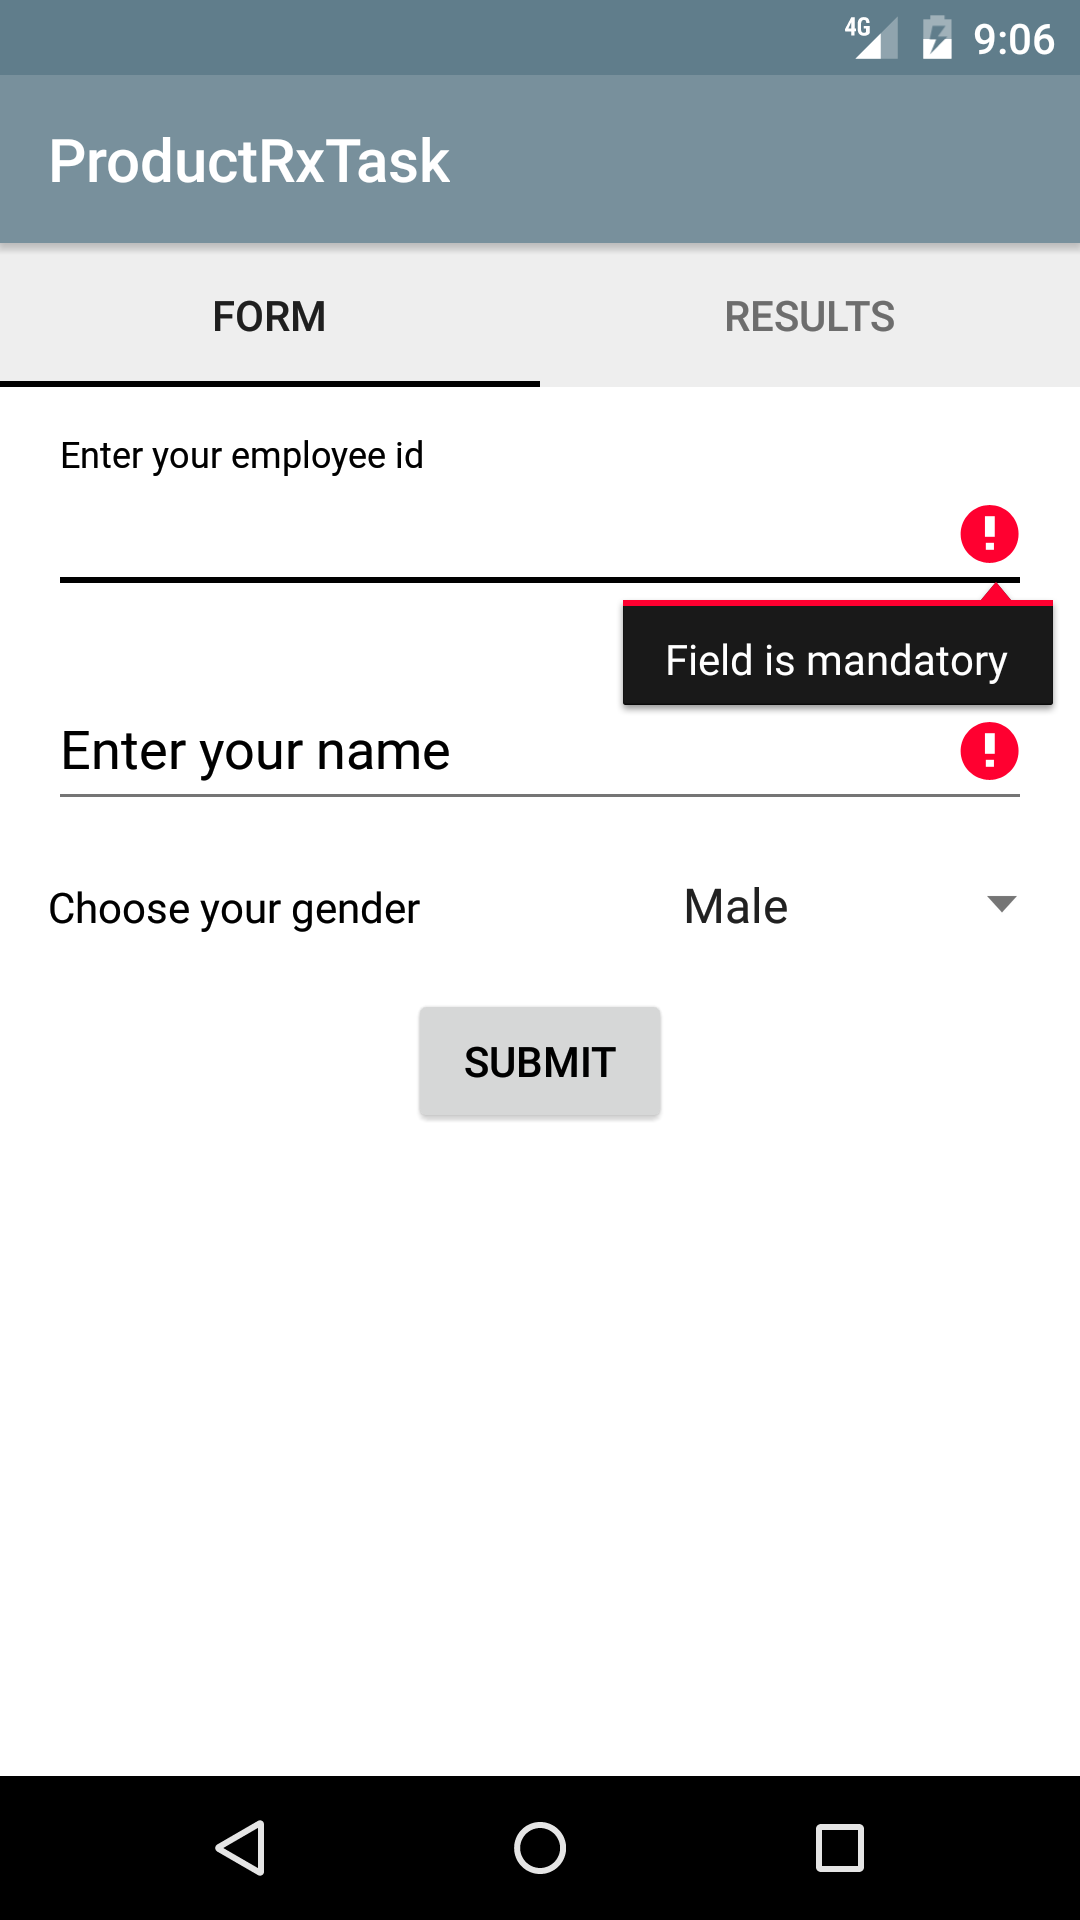 4G 9:06
ProductRxTask
FORM RESULTS
Enter your employee id
Field is mandatory
Enter your name
Choose your gender Male
SUBMIT